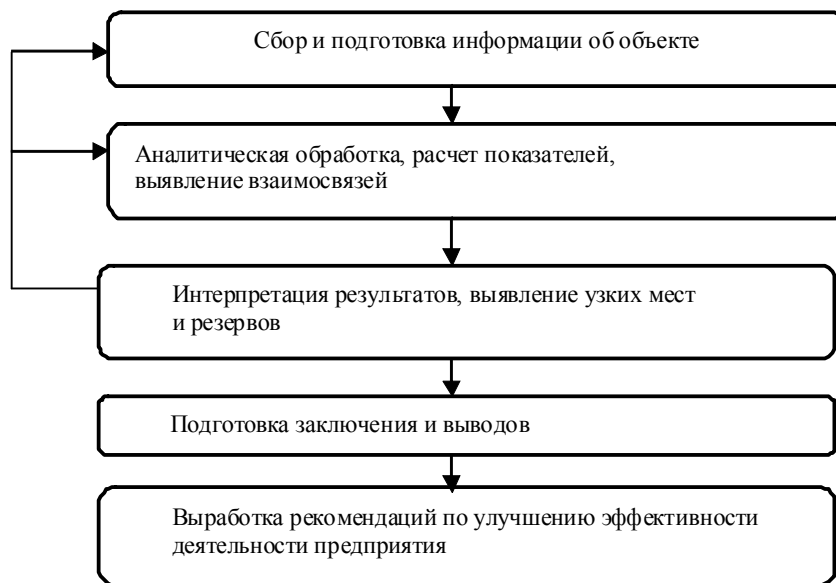 Сбор и подготовка информации об объекте
Аналитическая обработка, расчет показателей,
выявление взаимосвязей
Интерпретация результатов, выявление узких мест
и резервов
Подготовка заключения и выводов
Выработка рекомендаций по улучшению эффективности
деятельности предприятия